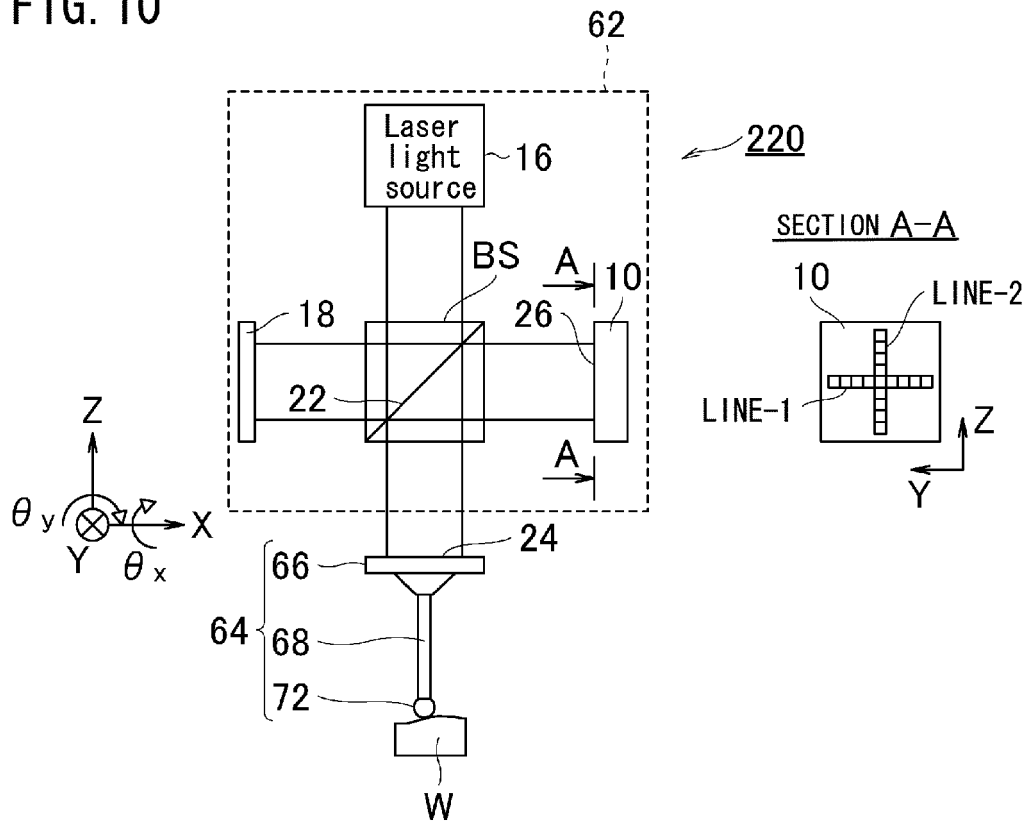 FIG. 10
62
Laser
light
source
16
220
SECTION A-A
BS
A
10
18
26
22
A
10
LINE-2
LINE-1
Z
Y
Z
θy
Y
X
θx
24
66
64
68
72
W